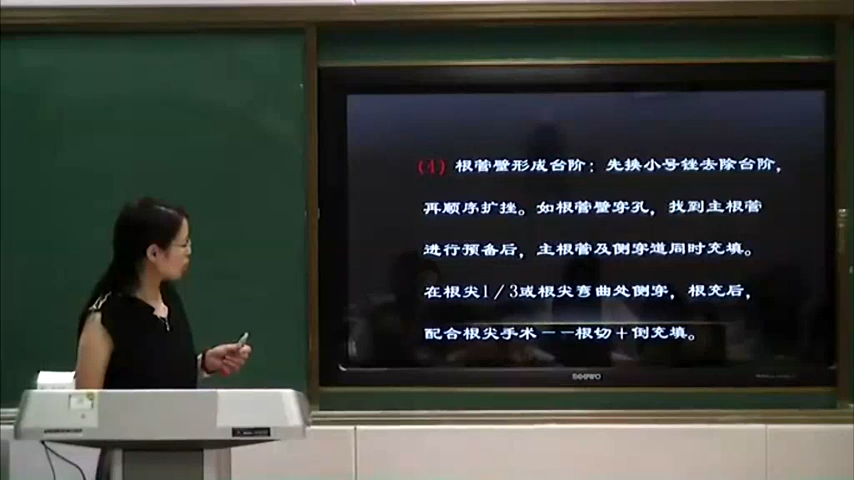 (4) 根管壁形成台阶：先换小号锉去除台阶，
再顺序扩挫。如根管壁穿孔，找到主根管
进行预备后，主根管及侧穿道同时充填。
在根尖1/3或根尖弯曲处侧穿，根充后，
配合根尖手术－－根切＋倒充填。